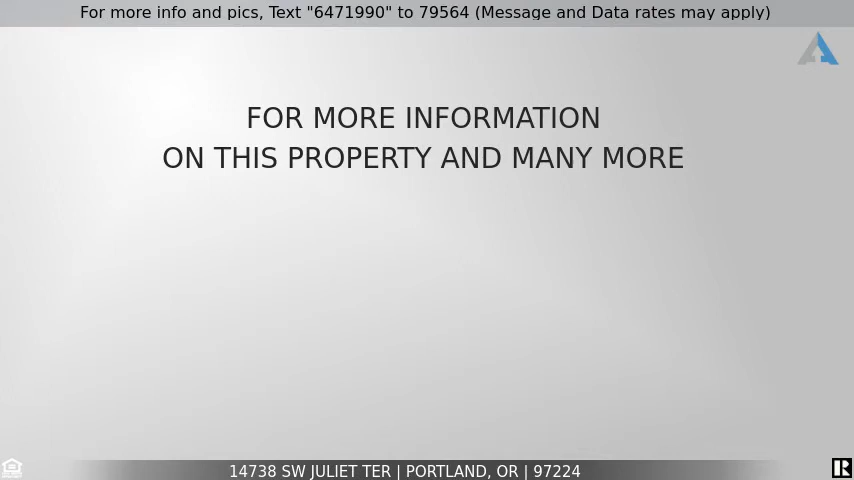 For more info and pics, Text "6471990" to 79564 (Message and Data rates may apply)
FOR MORE INFORMATION
ON THIS PROPERTY AND MANY MORE
14738 SW JULIET TER | PORTLAND, OR | 97224